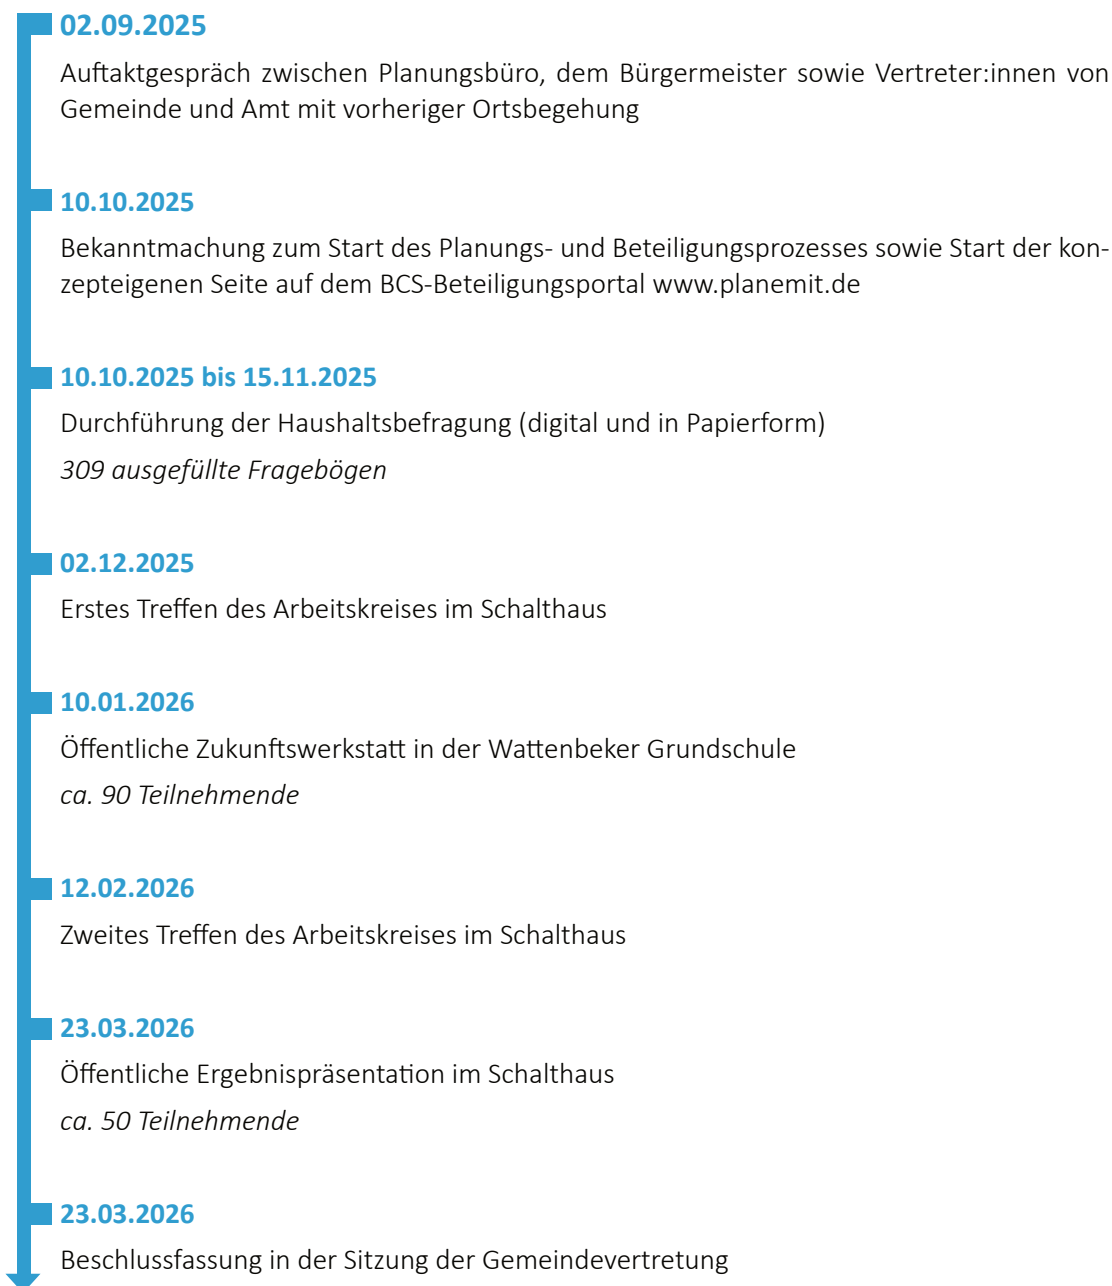 02.09.2025
Auftaktgespräch zwischen Planungsbüro, dem Bürgermeister sowie Vertreter:innen von
Gemeinde und Amt mit vorheriger Ortsbegehung
10.10.2025
Bekanntmachung zum Start des Planungs- und Beteiligungsprozesses sowie Start der kon-
zepteigenen Seite auf dem BCS-Beteiligungsportal www.planemit.de
10.10.2025 bis 15.11.2025
Durchführung der Haushaltsbefragung (digital und in Papierform)
309 ausgefüllte Fragebögen
02.12.2025
Erstes Treffen des Arbeitskreises im Schalthaus
10.01.2026
Öffentliche Zukunftswerkstatt in der Wattenbeker Grundschule
ca. 90 Teilnehmende
12.02.2026
Zweites Treffen des Arbeitskreises im Schalthaus
23.03.2026
Öffentliche Ergebnispräsentation im Schalthaus
ca. 50 Teilnehmende
23.03.2026
Beschlussfassung in der Sitzung der Gemeindevertretung